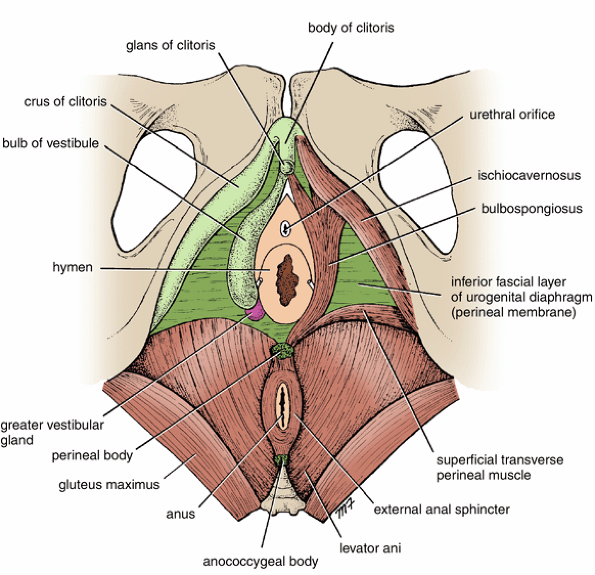 body of clitoris
glans of clitoris
crus of clitoris
urethral orifice
bulb of vestibule
ischiocavernosus
bulbospongiosus
hymen
inferior fascial layer
of urogenital diaphragm
(perineal membrane)
greater vestibular
gland
perineal body
superficial transverse
perineal muscle
gluteus maximus
anus
external anal sphincter
levator ani
anococcygeal body